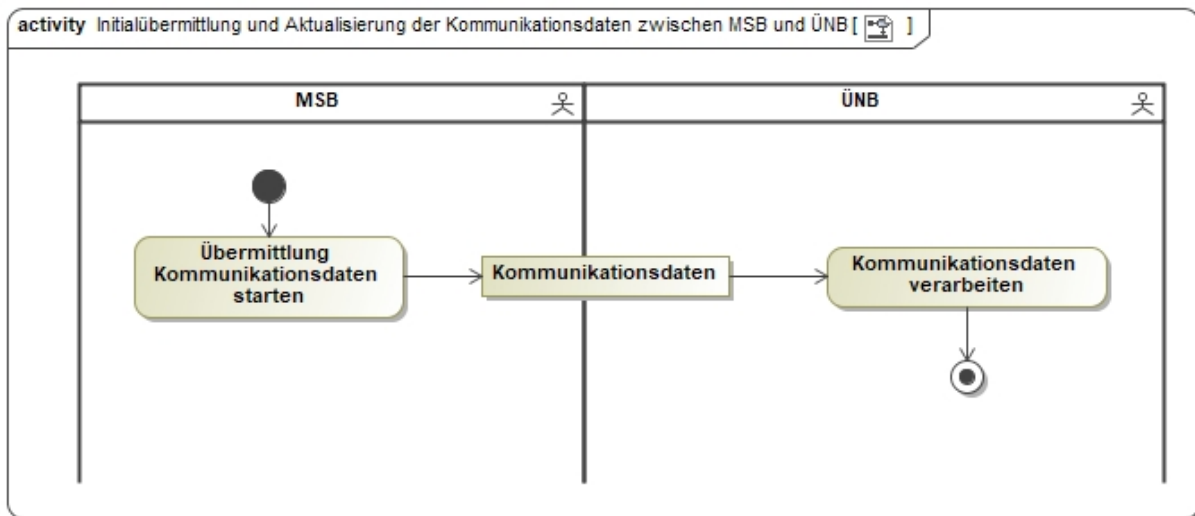 activity Initialübermittlung und Aktualisierung der Kommunikationsdaten zwischen MSB und ÜNB [ ]
MSB
ÜNB
Übermittlung
Kommunikationsdaten
starten
Kommunikationsdaten
Kommunikationsdaten
verarbeiten